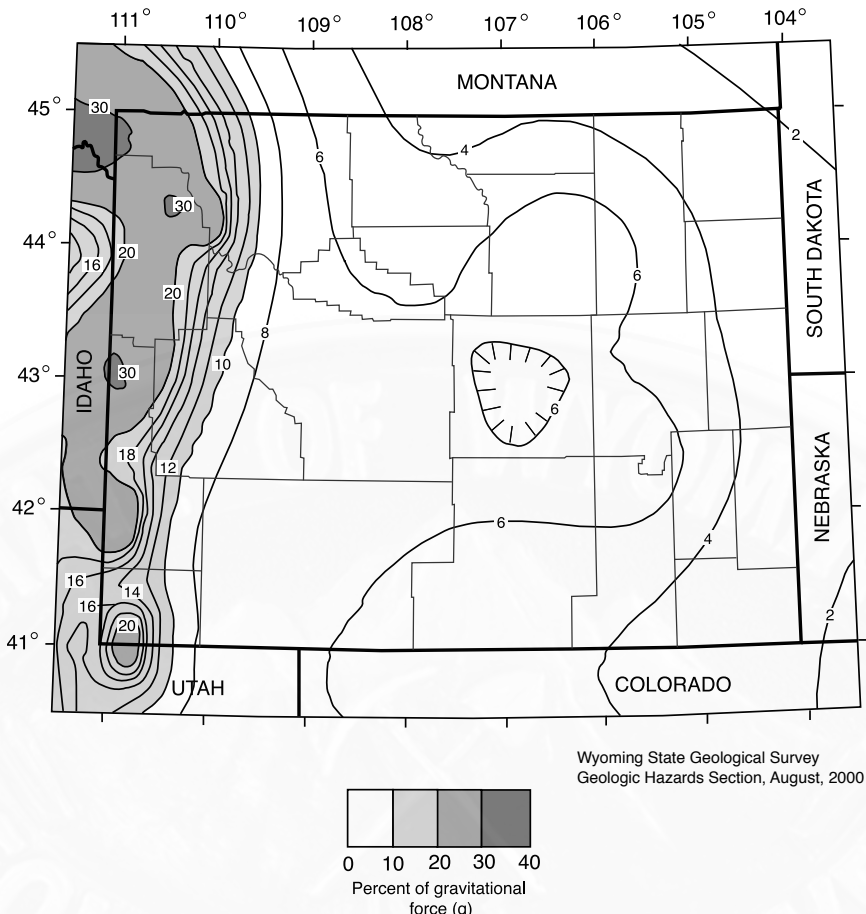 111° 110° 109° 108° 107° 106° 105° 104°
MONTANA
45°
30
2
6
4
30
SOUTH DAKOTA
44°
20
16
6
20
8
10
43°
30
IDAHO
6
18
12
NEBRASKA
42°
6
4
16
14
16
2
20
41°
UTAH
COLORADO
Wyoming State Geological Survey
Geologic Hazards Section, August, 2000
0 10 20 30 40
Percent of gravitational
force (g)